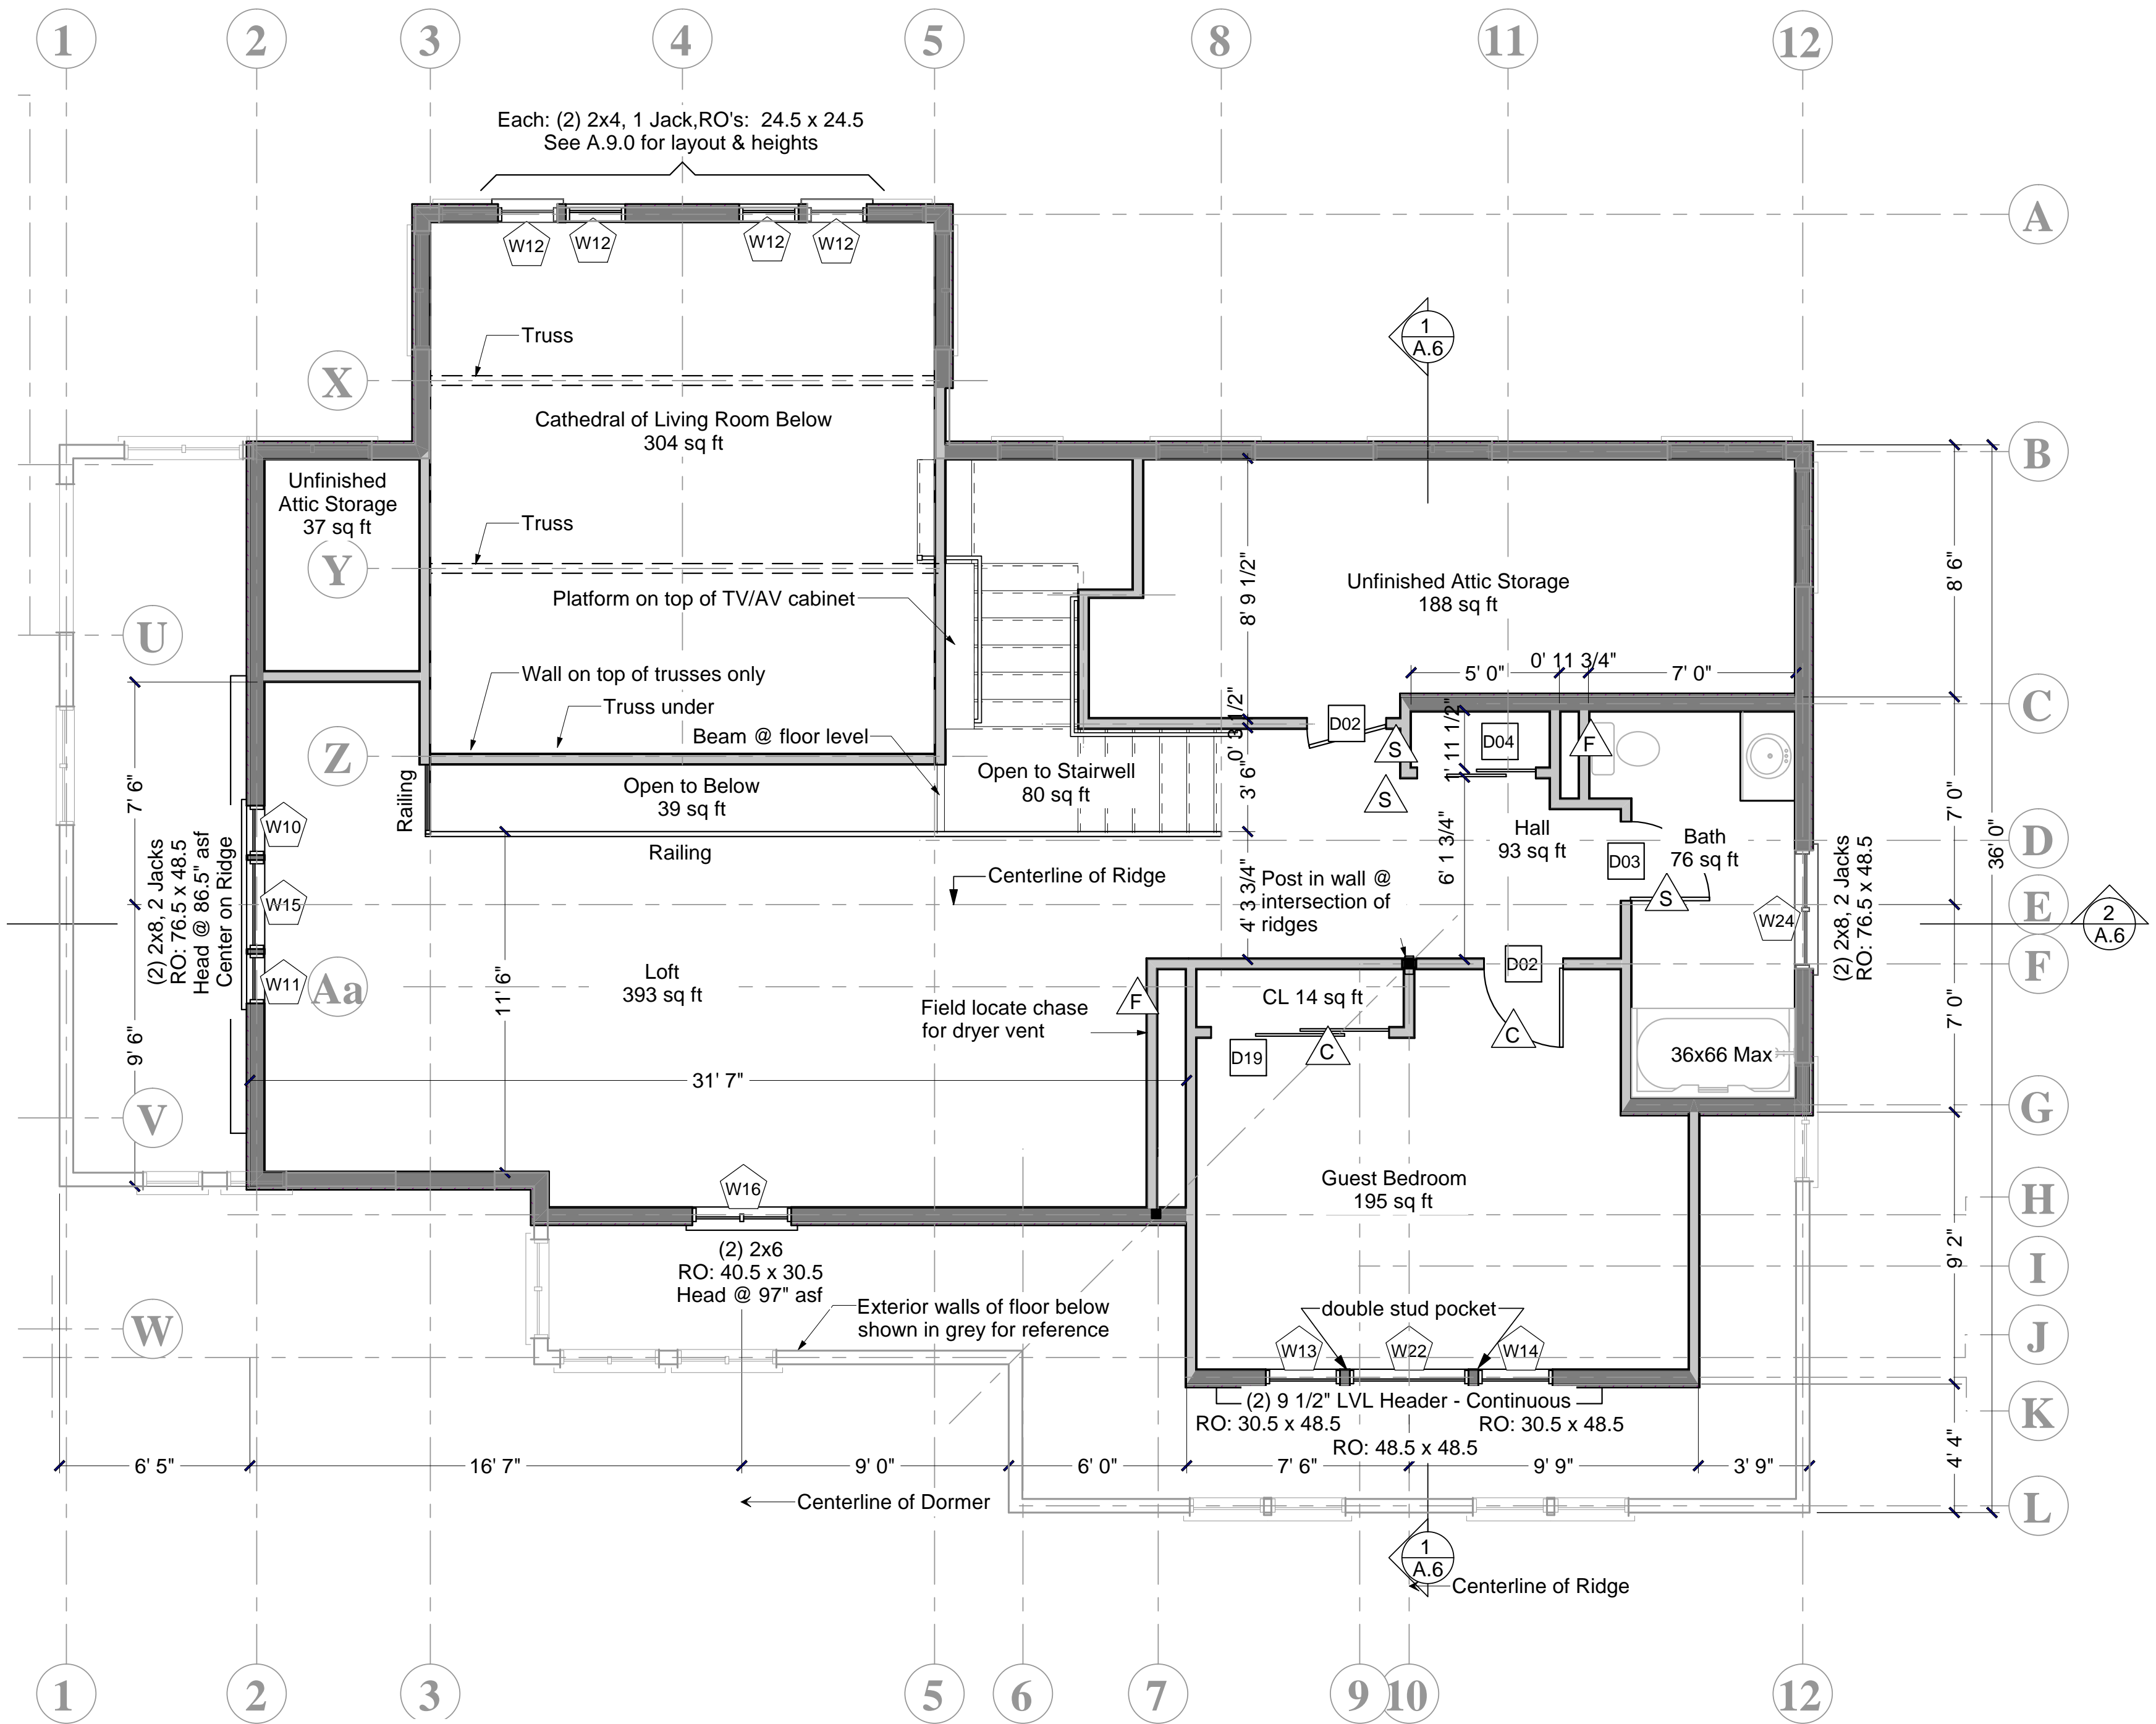 1 2 3 4 5 8 11 12
Each: (2) 2x4, 1 Jack,RO's: 24.5 x 24.5
See A.9.0 for layout & heights
A
W12 W12 W12 W12
1
A.6
Truss
X
Cathedral of Living Room Below
304 sq ft
B
Unfinished
Attic Storage
37 sq ft
Truss
Y
Platform on top of TV/AV cabinet
8' 9 1/2"
Unfinished Attic Storage
188 sq ft
8' 6"
U
Wall on top of trusses only
Truss under
Beam @ floor level
5' 0"
0' 11 3/4"
7' 0"
C
0' 3 1/2"
D02
S
1' 11 1/2"
D04
F
Z
Railing
Open to Below
39 sq ft
Open to Stairwell
80 sq ft
3' 6"
S
7' 6"
W10
Railing
Hall
93 sq ft
6' 1 3/4"
Bath
76 sq ft
D03
7' 0"
36' 0"
D
(2) 2x8, 2 Jacks
RO: 76.5 x 48.5
Head @ 86.5" asf
Center on Ridge
W15
Centerline of Ridge
4' 3 3/4"
Post in wall @
intersection of
ridges
S
W24
(2) 2x8, 2 Jacks
RO: 76.5 x 48.5
E
2
A.6
D02
F
W11
Aa
Loft
393 sq ft
11' 6"
F
CL 14 sq ft
Field locate chase
for dryer vent
D19
C
C
36x66 Max
7' 0"
9' 6"
31' 7"
V
G
W16
Guest Bedroom
195 sq ft
H
(2) 2x6
RO: 40.5 x 30.5
Head @ 97" asf
9' 2"
I
Exterior walls of floor below
shown in grey for reference
double stud pocket
W
W13 W22 W14
J
(2) 9 1/2" LVL Header - Continuous
RO: 30.5 x 48.5 RO: 30.5 x 48.5
RO: 48.5 x 48.5
K
6' 5" 16' 7" 9' 0" 6' 0" 7' 6" 9' 9" 3' 9"
4' 4"
Centerline of Dormer
L
1
A.6
Centerline of Ridge
1 2 3 5 6 7 9 10 12